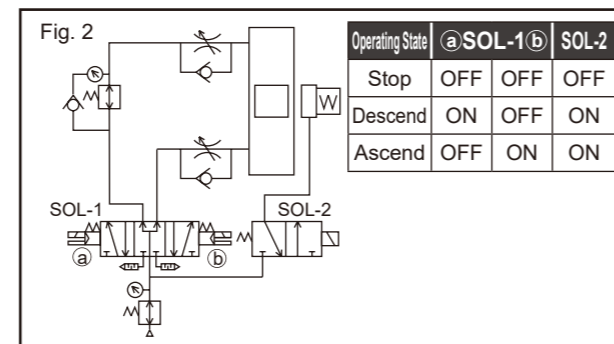 Fig. 2
Operating State ⓐSOL-1ⓑ SOL-2
Stop OFF OFF OFF
Descend ON OFF ON
Ascend OFF ON ON
W
SOL-1 SOL-2
ⓐ ⓑ